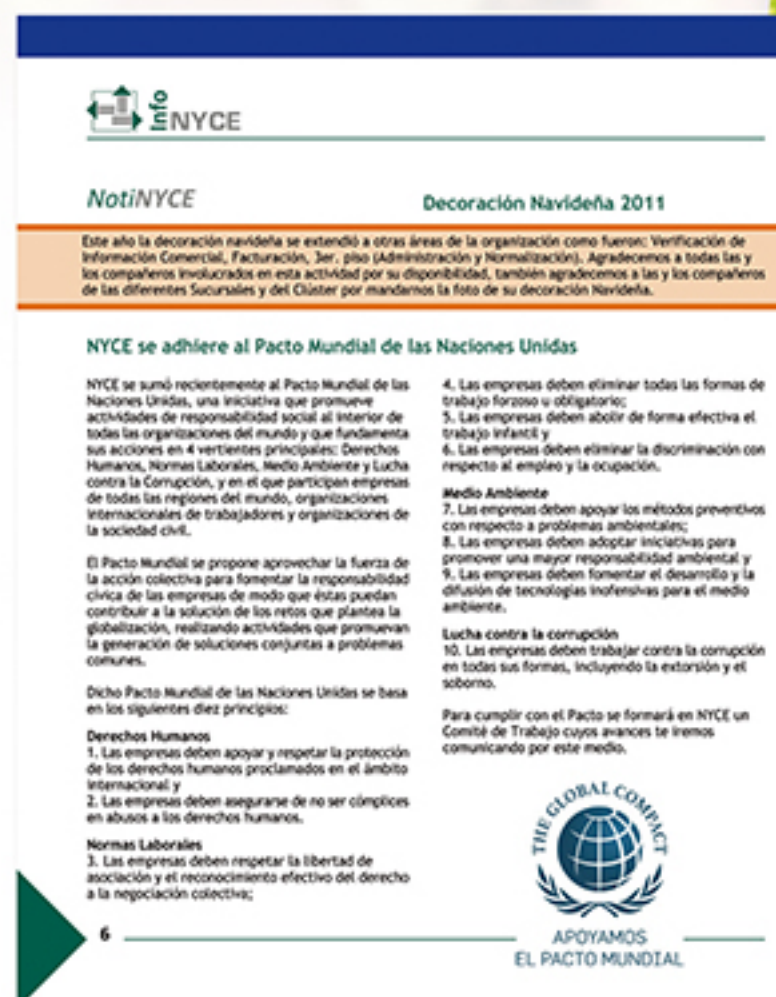 Info
NYCE
NotiNYCE
Decoración Navideña 2011
Este año la decoración navideña se extendió a otras áreas de la organización como fueron: Verificación de
Información Comercial, Facturación, 3er. piso (Administración y Normalización). Agradecemos a todas las y
los compañeros involucrados en esta actividad por su disponibilidad, también agradecemos a las y los compañeros
de las diferentes Sucursales y del Clúster por mandarnos la foto de su decoración Navideña.
NYCE se adhiere al Pacto Mundial de las Naciones Unidas
NYCE se sumó recientemente al Pacto Mundial de las
Naciones Unidas, una iniciativa que promueve
actividades de responsabilidad social al interior de
todas las organizaciones del mundo y que fundamenta
sus acciones en 4 vertientes principales: Derechos
Humanos, Normas Laborales, Medio Ambiente y Lucha
contra la Corrupción, y en el que participan empresas
de todas las regiones del mundo, organizaciones
internacionales de trabajadores y organizaciones de
la sociedad civil.
El Pacto Mundial se propone aprovechar la fuerza de
la acción colectiva para fomentar la responsabilidad
cívica de las empresas de modo que éstas puedan
contribuir a la solución de los retos que plantea la
globalización, realizando actividades que promuevan
la generación de soluciones conjuntas a problemas
comunes.
Dicho Pacto Mundial de las Naciones Unidas se basa
en los siguientes diez principios:
Derechos Humanos
1. Las empresas deben apoyar y respetar la protección
de los derechos humanos proclamados en el ámbito
internacional y
2. Las empresas deben asegurarse de no ser cómplices
en abusos a los derechos humanos.
Normas Laborales
3. Las empresas deben respetar la libertad de
asociación y el reconocimiento efectivo del derecho
a la negociación colectiva;
4. Las empresas deben eliminar todas las formas de
trabajo forzoso u obligatorio;
5. Las empresas deben abolir de forma efectiva el
trabajo infantil y
6. Las empresas deben eliminar la discriminación con
respecto al empleo y la ocupación.
Medio Ambiente
7. Las empresas deben apoyar los métodos preventivos
con respecto a problemas ambientales;
8. Las empresas deben adoptar iniciativas para
promover una mayor responsabilidad ambiental y
9. Las empresas deben fomentar el desarrollo y la
difusión de tecnologías inofensivas para el medio
ambiente.
Lucha contra la corrupción
10. Las empresas deben trabajar contra la corrupción
en todas sus formas, incluyendo la extorsión y el
soborno.
Para cumplir con el Pacto se formará en NYCE un
Comité de Trabajo cuyos avances te iremos
comunicando por este medio.
THE GLOBAL COMPACT
APOYAMOS
EL PACTO MUNDIAL
6